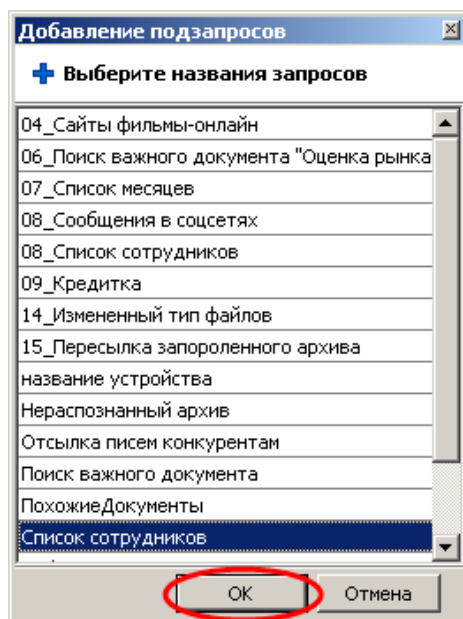 Добавление подзапросов
Выберите названия запросов
04_Сайты фильмы-онлайн
06_Поиск важного документа "Оценка рынка
07_Список месяцев
08_Сообщения в соцсетях
08_Список сотрудников
09_Кредитка
14_Измененный тип файлов
15_Пересылка запороленного архива
название устройства
Нераспознанный архив
Отсылка писем конкурентам
Поиск важного документа
ПохожиеДокументы
Список сотрудников
OK
Отмена